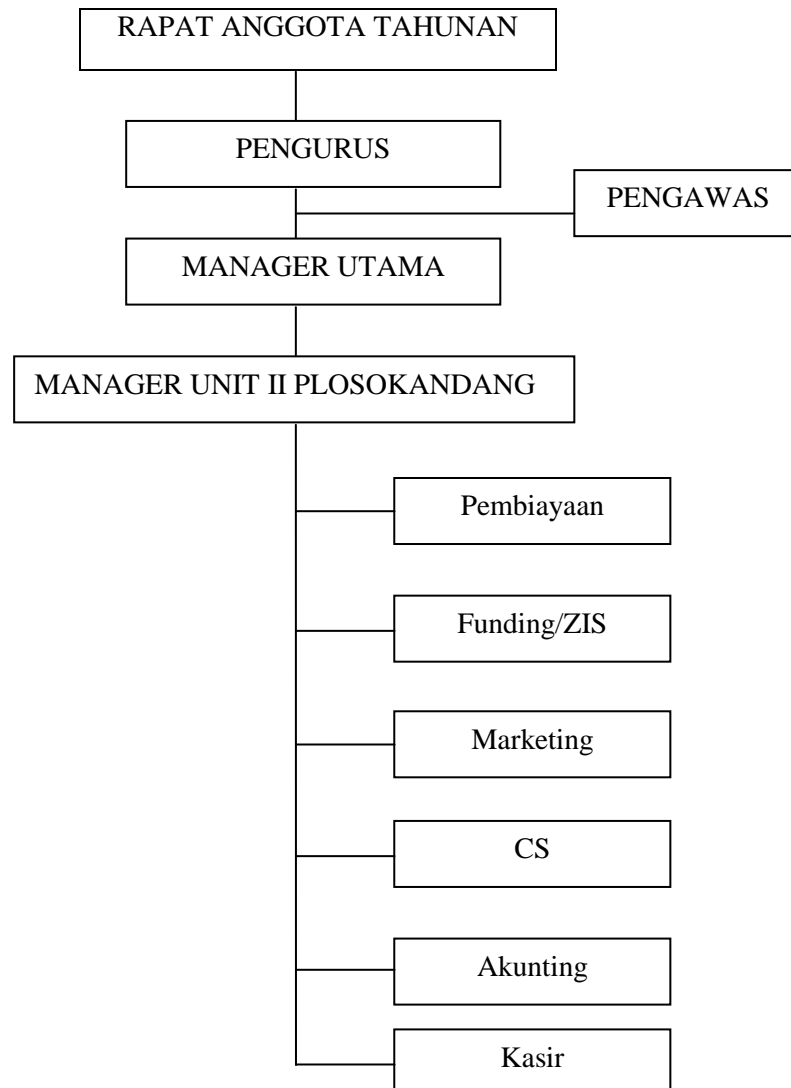 RAPAT ANGGOTA TAHUNAN
PENGURUS
PENGAWAS
MANAGER UTAMA
MANAGER UNIT II PLOSOKANDANG
Pembiayaan
Funding/ZIS
Marketing
CS
Akunting
Kasir